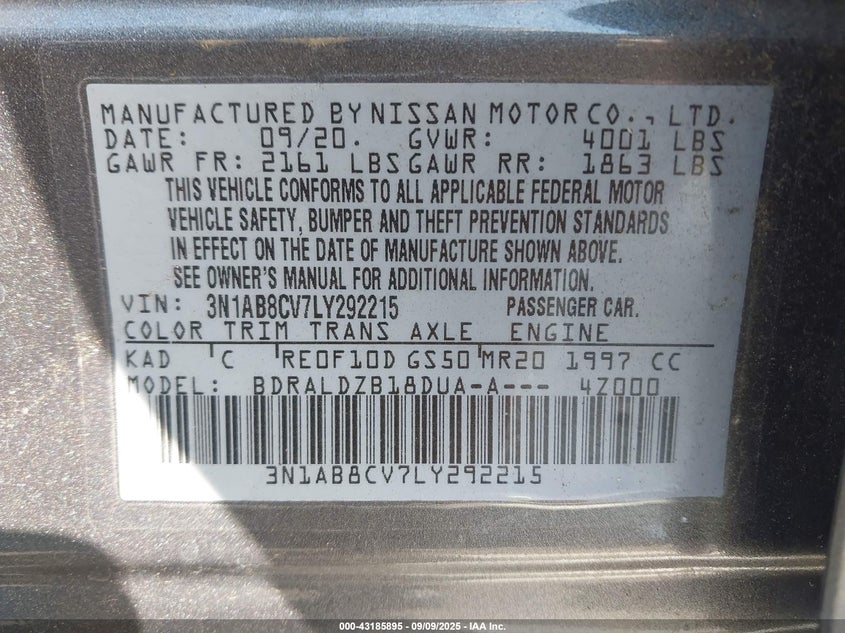 MANUFACTURED BY NISSAN MOTOR CO., LTD.
DATE: 09/20. GVWR: 4001 LBS
GAWR FR: 2161 LBS GAWR RR: 1863 LBS
THIS VEHICLE CONFORMS TO ALL APPLICABLE FEDERAL MOTOR
VEHICLE SAFETY, BUMPER AND THEFT PREVENTION STANDARDS
IN EFFECT ON THE DATE OF MANUFACTURE SHOWN ABOVE.
SEE OWNER'S MANUAL FOR ADDITIONAL INFORMATION.
VIN: 3N1AB8CV7LY292215 PASSENGER CAR.
COLOR TRIM TRANS AXLE ENGINE
KAD C RE0F10D GS50 MR20 1997 CC
MODEL: BDRALDZB18DUA-A--- 4Z000
3N1AB8CV7LY292215
000-43185895 | 09/09/2025 - IAA Inc.